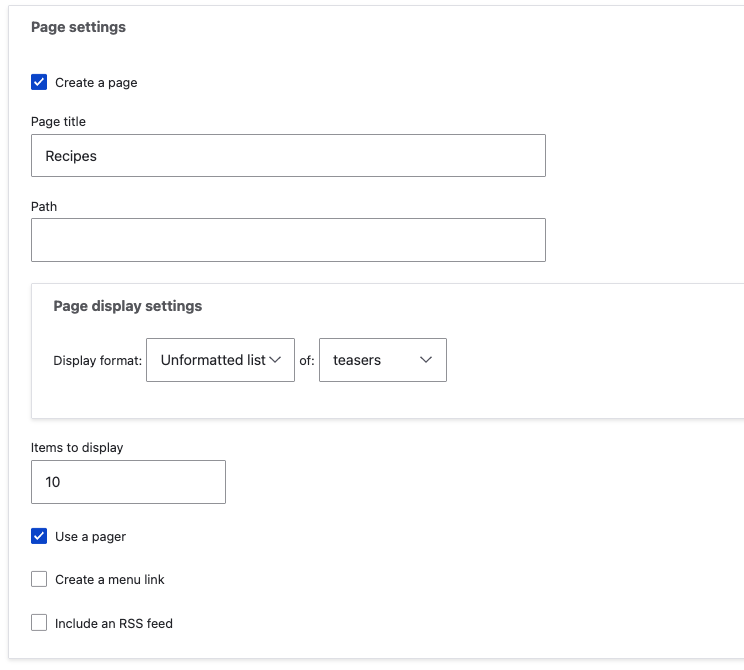 Page settings
Create a page
Page title
Recipes
Path
Page display settings
Display format: Unformatted list of: teasers
Items to display
10
Use a pager
Create a menu link
Include an RSS feed